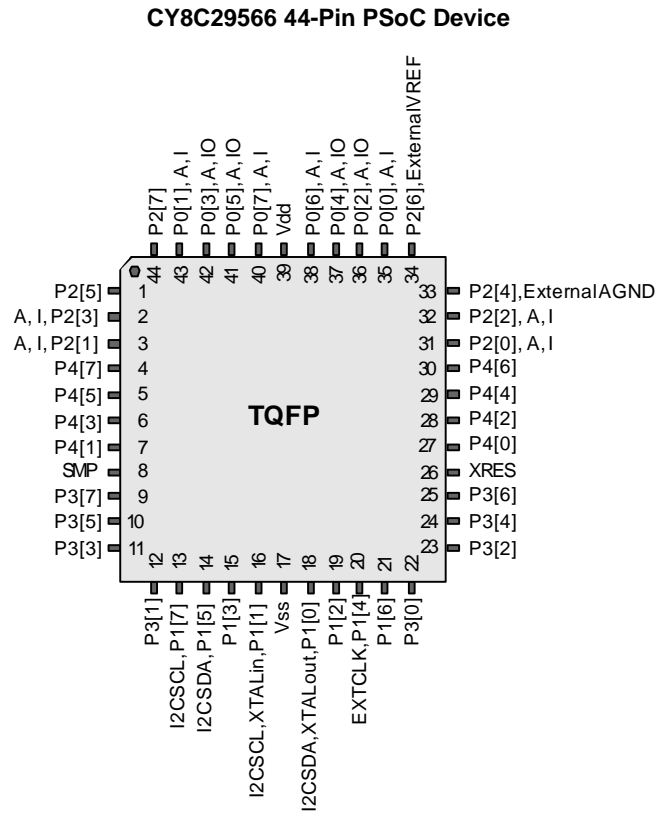 CY8C29566 44-Pin PSoC Device
P2[7]
P0[1], A, I
P0[3], A, IO
P0[5], A, IO
P0[7], A, I
Vdd
P0[6], A, I
P0[4], A, IO
P0[2], A, IO
P0[0], A, I
P2[6], External VREF
44
43
42
41
40
39
38
37
36
35
34
P2[5] 1
A, I, P2[3] 2
A, I, P2[1] 3
P4[7] 4
P4[5] 5
P4[3] 6
P4[1] 7
SMP 8
P3[7] 9
P3[5] 10
P3[3] 11
TQFP
33 P2[4], External AGND
32 P2[2], A, I
31 P2[0], A, I
30 P4[6]
29 P4[4]
28 P4[2]
27 P4[0]
26 XRES
25 P3[6]
24 P3[4]
23 P3[2]
12
13
14
15
16
17
18
19
20
21
22
P3[1]
I2CSCL, P1[7]
I2CSDA, P1[5]
P1[3]
I2CSCL, XTALin, P1[1]
Vss
I2CSDA, XTALout, P1[0]
P1[2]
EXTCLK, P1[4]
P1[6]
P3[0]